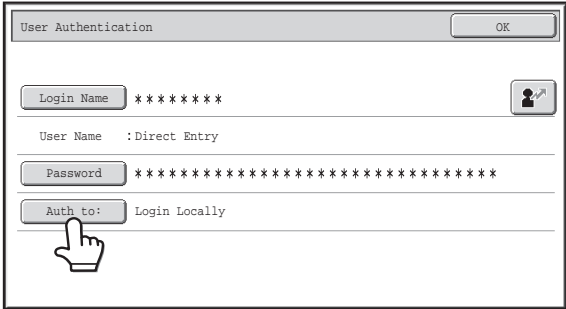 User Authentication OK
Login Name ********
User Name :Direct Entry
Password ********************************
Auth to: Login Locally